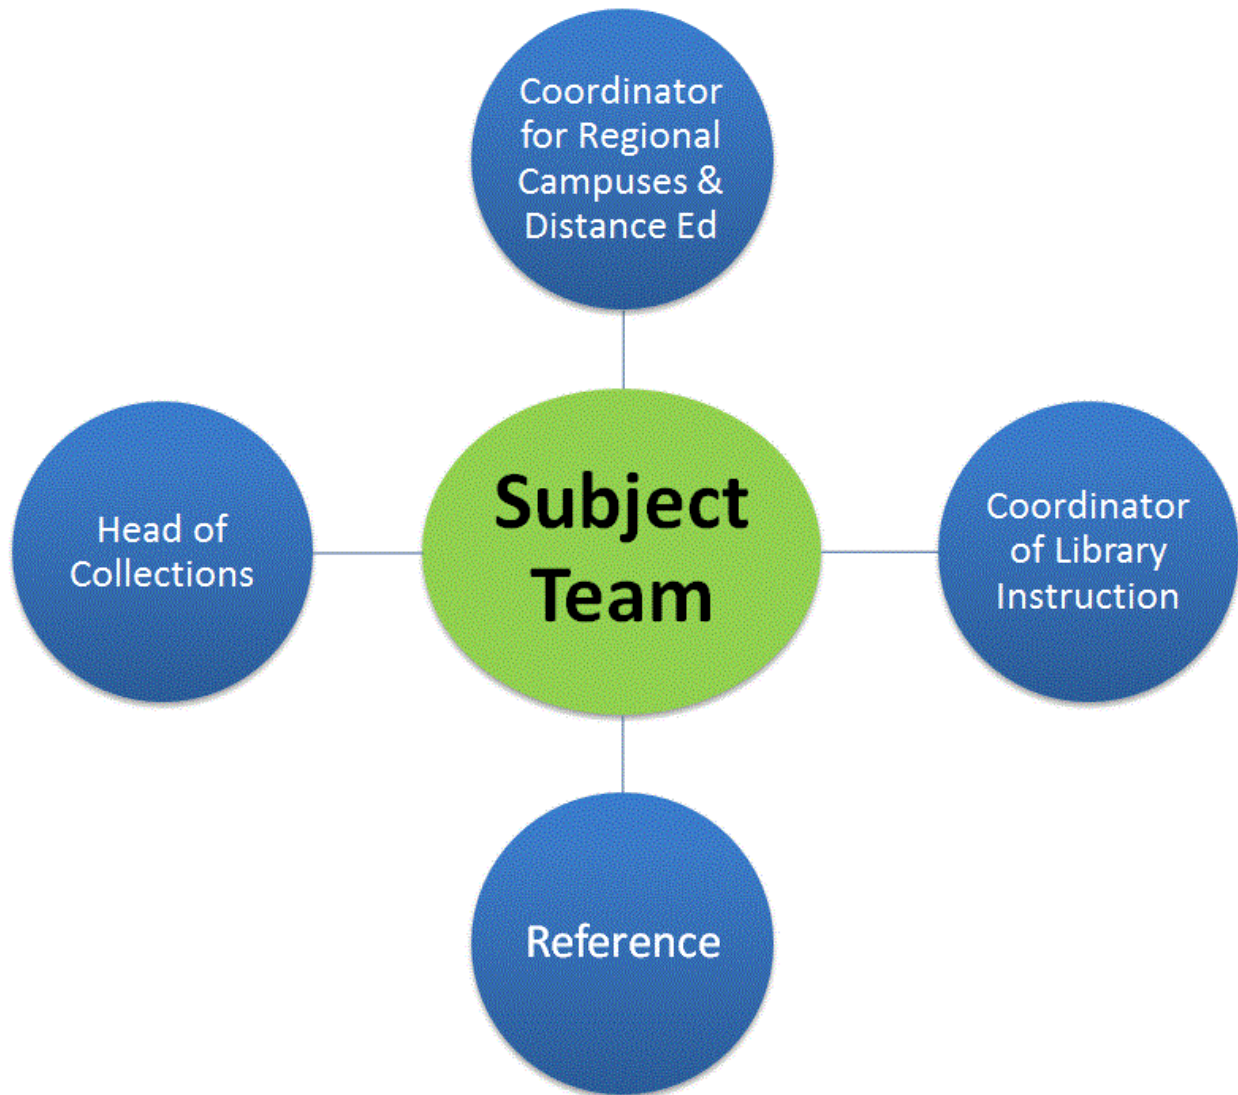 Coordinator
for Regional
Campuses &
Distance Ed
Head of
Collections
Subject
Team
Coordinator
of Library
Instruction
Reference